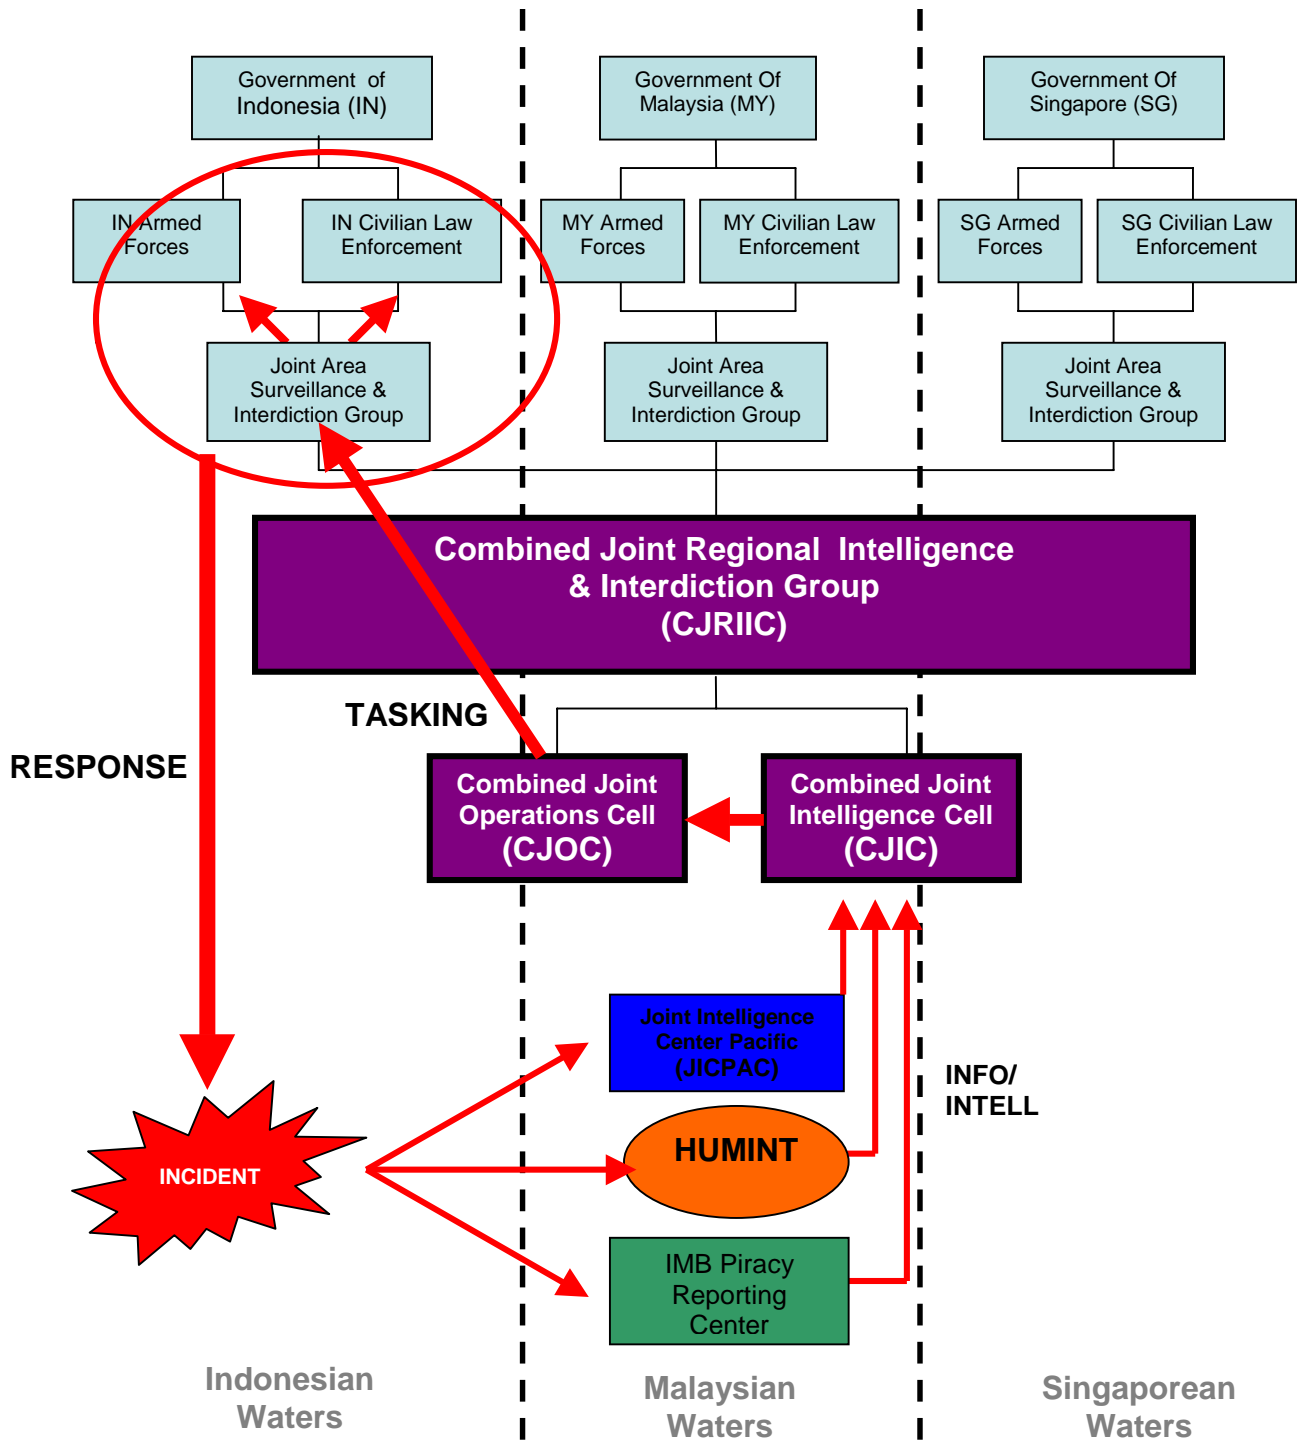 Government of
Indonesia (IN)
Government Of
Malaysia (MY)
Government Of
Singapore (SG)
IN Armed
Forces
IN Civilian Law
Enforcement
MY Armed
Forces
MY Civilian Law
Enforcement
SG Armed
Forces
SG Civilian Law
Enforcement
Joint Area
Surveillance &
Interdiction Group
Joint Area
Surveillance &
Interdiction Group
Joint Area
Surveillance &
Interdiction Group
Combined Joint Regional Intelligence
& Interdiction Group
(CJRIIC)
TASKING
RESPONSE
Combined Joint
Operations Cell
(CJOC)
Combined Joint
Intelligence Cell
(CJIC)
Joint Intelligence
Center Pacific
(JICPAC)
INFO/
INTELL
HUMINT
INCIDENT
IMB Piracy
Reporting
Center
Indonesian
Waters
Malaysian
Waters
Singaporean
Waters